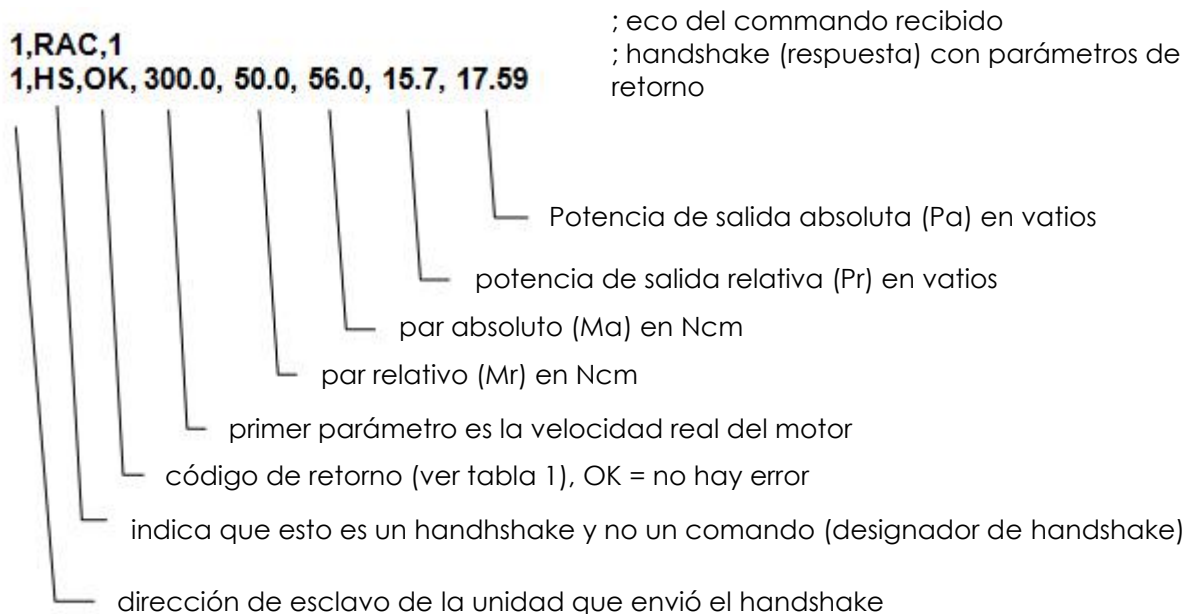 ; eco del commando recibido
1,RAC,1
; handshake (respuesta) con parámetros de
1,HS,OK, 300.0, 50.0, 56.0, 15.7, 17.59
retorno
Potencia de salida absoluta (Pa) en vatios
potencia de salida relativa (Pr) en vatios
par absoluto (Ma) en Ncm
par relativo (Mr) en Ncm
primer parámetro es la velocidad real del motor
código de retorno (ver tabla 1), OK = no hay error
indica que esto es un handhshake y no un comando (designador de handshake)
dirección de esclavo de la unidad que envió el handshake